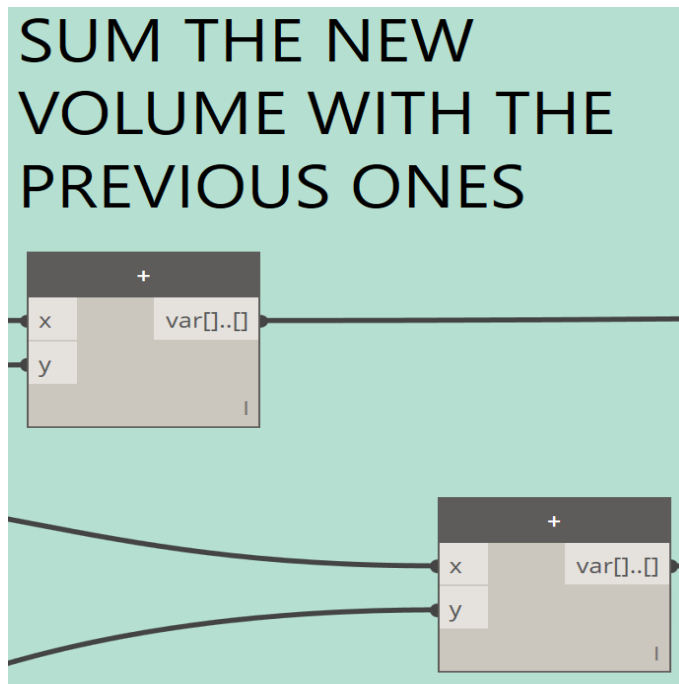 SUM THE NEW
VOLUME WITH THE
PREVIOUS ONES
+
x var[]..[]
y
l
+
x var[]..[]
y
l